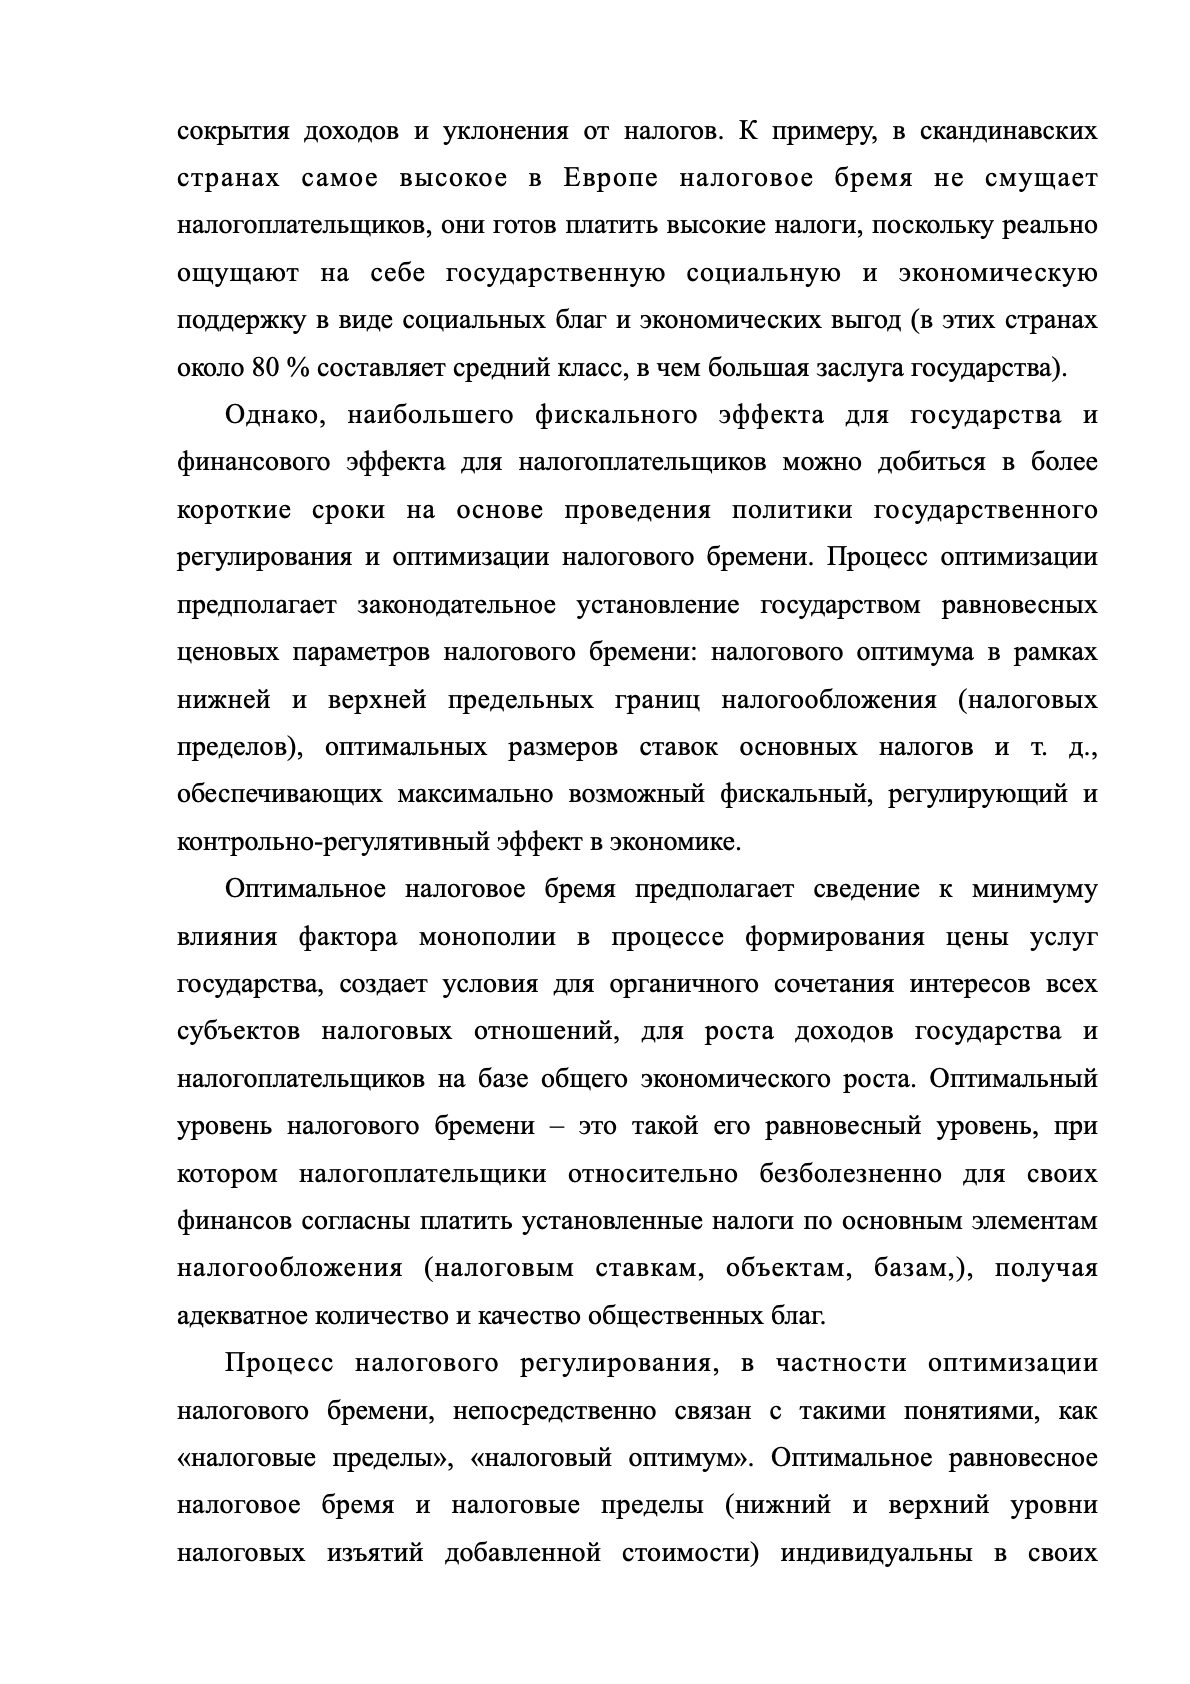 сокрытия доходов и уклонения от налогов. К примеру, в скандинавских
странах самое высокое в Европе налоговое бремя не смущает
налогоплательщиков, они готов платить высокие налоги, поскольку реально
ощущают на себе государственную социальную и экономическую
поддержку в виде социальных благ и экономических выгод (в этих странах
около 80 % составляет средний класс, в чем большая заслуга государства).
Однако, наибольшего фискального эффекта для государства и
финансового эффекта для налогоплательщиков можно добиться в более
короткие сроки на основе проведения политики государственного
регулирования и оптимизации налогового бремени. Процесс оптимизации
предполагает законодательное установление государством равновесных
ценовых параметров налогового бремени: налогового оптимума в рамках
нижней и верхней предельных границ налогообложения (налоговых
пределов), оптимальных размеров ставок основных налогов и т. д.,
обеспечивающих максимально возможный фискальный, регулирующий и
контрольно-регулятивный эффект в экономике.
Оптимальное налоговое бремя предполагает сведение к минимуму
влияния фактора монополии в процессе формирования цены услуг
государства, создает условия для органичного сочетания интересов всех
субъектов налоговых отношений, для роста доходов государства и
налогоплательщиков на базе общего экономического роста. Оптимальный
уровень налогового бремени – это такой его равновесный уровень, при
котором налогоплательщики относительно безболезненно для своих
финансов согласны платить установленные налоги по основным элементам
налогообложения (налоговым ставкам, объектам, базам,), получая
адекватное количество и качество общественных благ.
Процесс налогового регулирования, в частности оптимизации
налогового бремени, непосредственно связан с такими понятиями, как
«налоговые пределы», «налоговый оптимум». Оптимальное равновесное
налоговое бремя и налоговые пределы (нижний и верхний уровни
налоговых изъятий добавленной стоимости) индивидуальны в своих